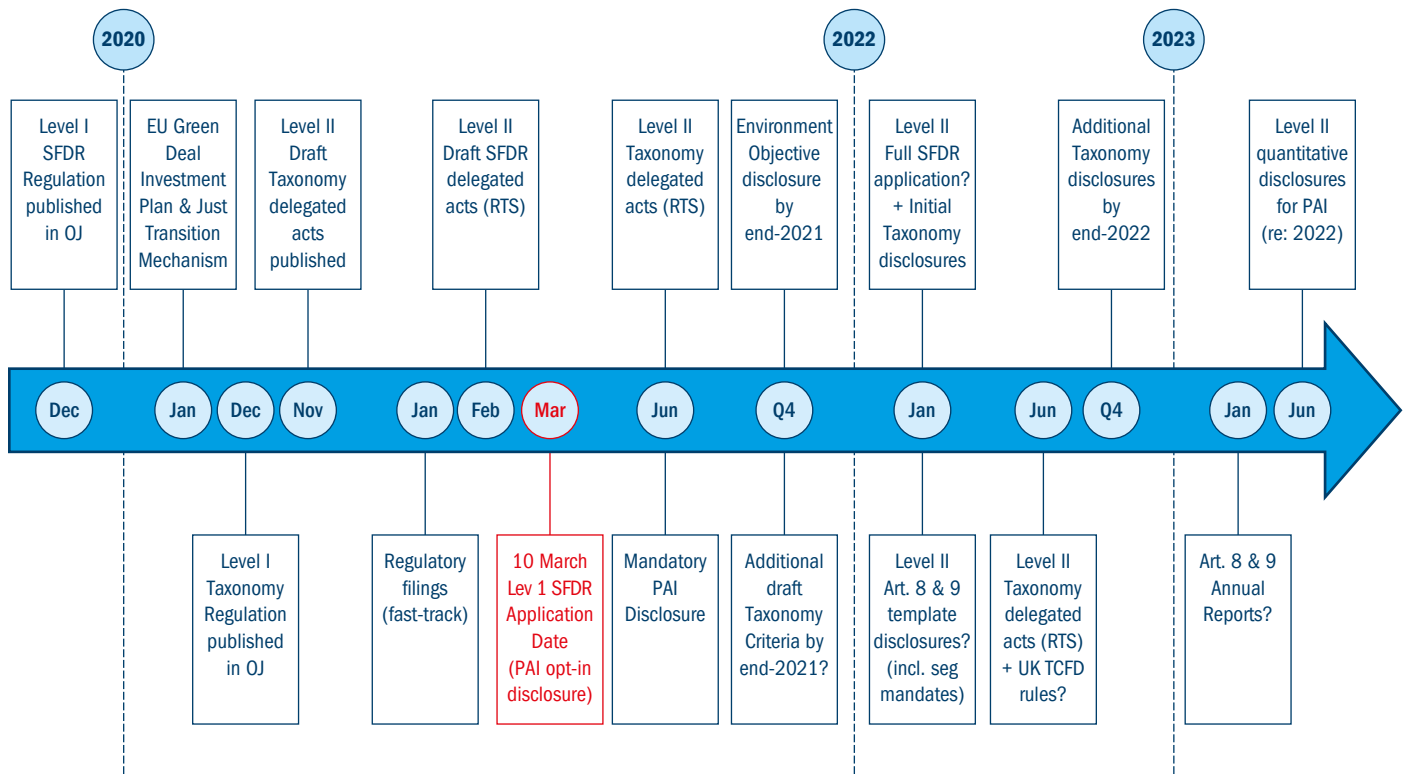 2020
2022
2023
Level I
SFDR
Regulation
published
in OJ
EU Green
Deal
Investment
Plan & Just
Transition
Mechanism
Level II
Draft
Taxonomy
delegated
acts
published
Level II
Draft SFDR
delegated
acts (RTS)
Level II
Taxonomy
delegated
acts (RTS)
Environment
Objective
disclosure
by
end-2021
Level II
Full SFDR
application?
+ Initial
Taxonomy
disclosures
Additional
Taxonomy
disclosures
by
end-2022
Level II
quantitative
disclosures
for PAI
(re: 2022)
Dec
Jan
Dec
Nov
Jan
Feb
Mar
Jun
Q4
Jan
Jun
Q4
Jan
Jun
Level I
Taxonomy
Regulation
published
in OJ
Regulatory
filings
(fast-track)
10 March
Lev 1 SFDR
Application
Date
(PAI opt-in
disclosure)
Mandatory
PAI
Disclosure
Additional
draft
Taxonomy
Criteria by
end-2021?
Level II
Art. 8 & 9
template
disclosures?
(incl. seg
mandates)
Level II
Taxonomy
delegated
acts (RTS)
+ UK TCFD
rules?
Art. 8 & 9
Annual
Reports?